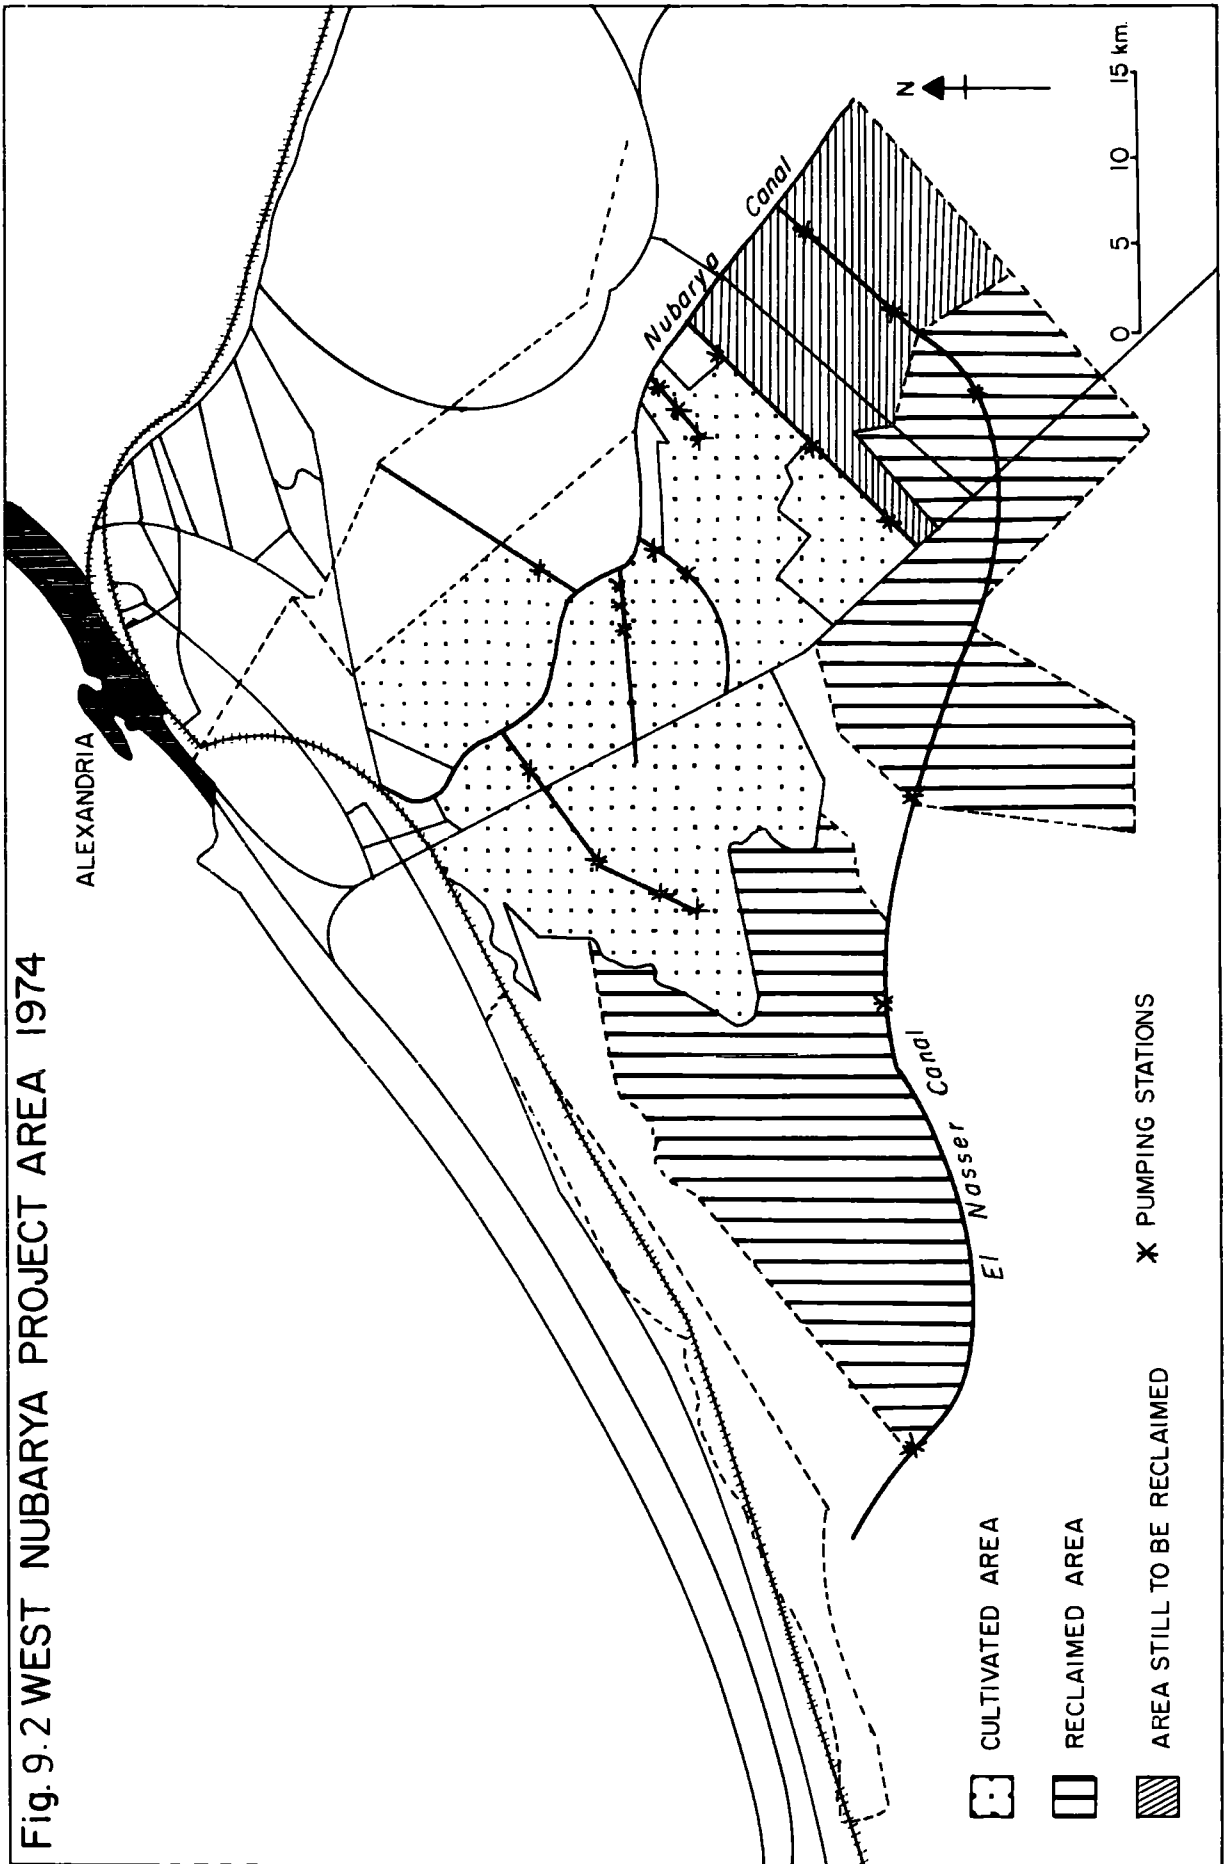 Fig. 9.2 WEST NUBARYA PROJECT AREA 1974
ALEXANDRIA
Nubarya Canal
El Nasser Canal
N
0 5 10 15 km.
CULTIVATED AREA
RECLAIMED AREA
AREA STILL TO BE RECLAIMED
PUMPING STATIONS